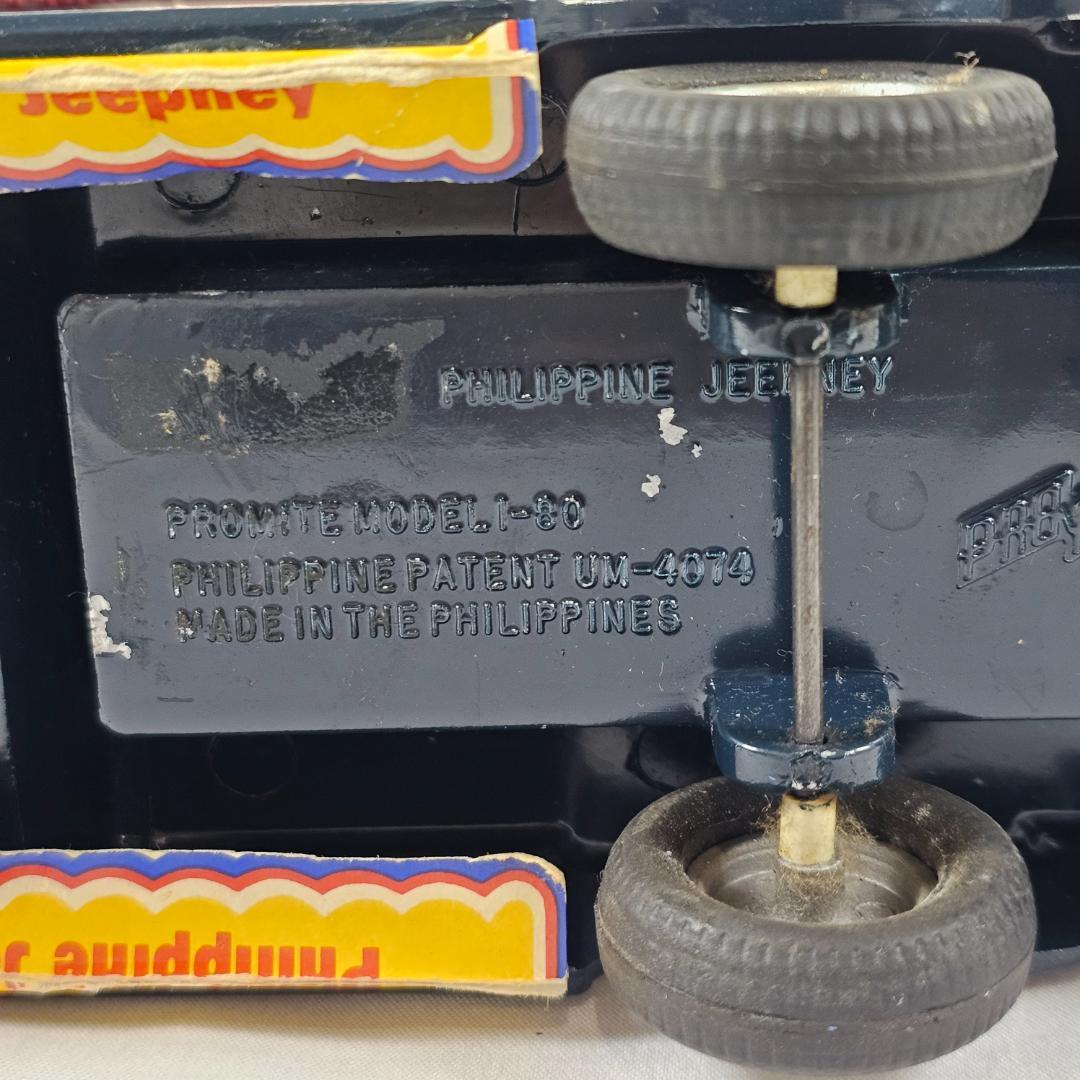 Jeepney
PHILIPPINE JEEPNEY
PROMITE MODEL I-80
PHILIPPINE PATENT UM-4074
MADE IN THE PHILIPPINES
Philippine J